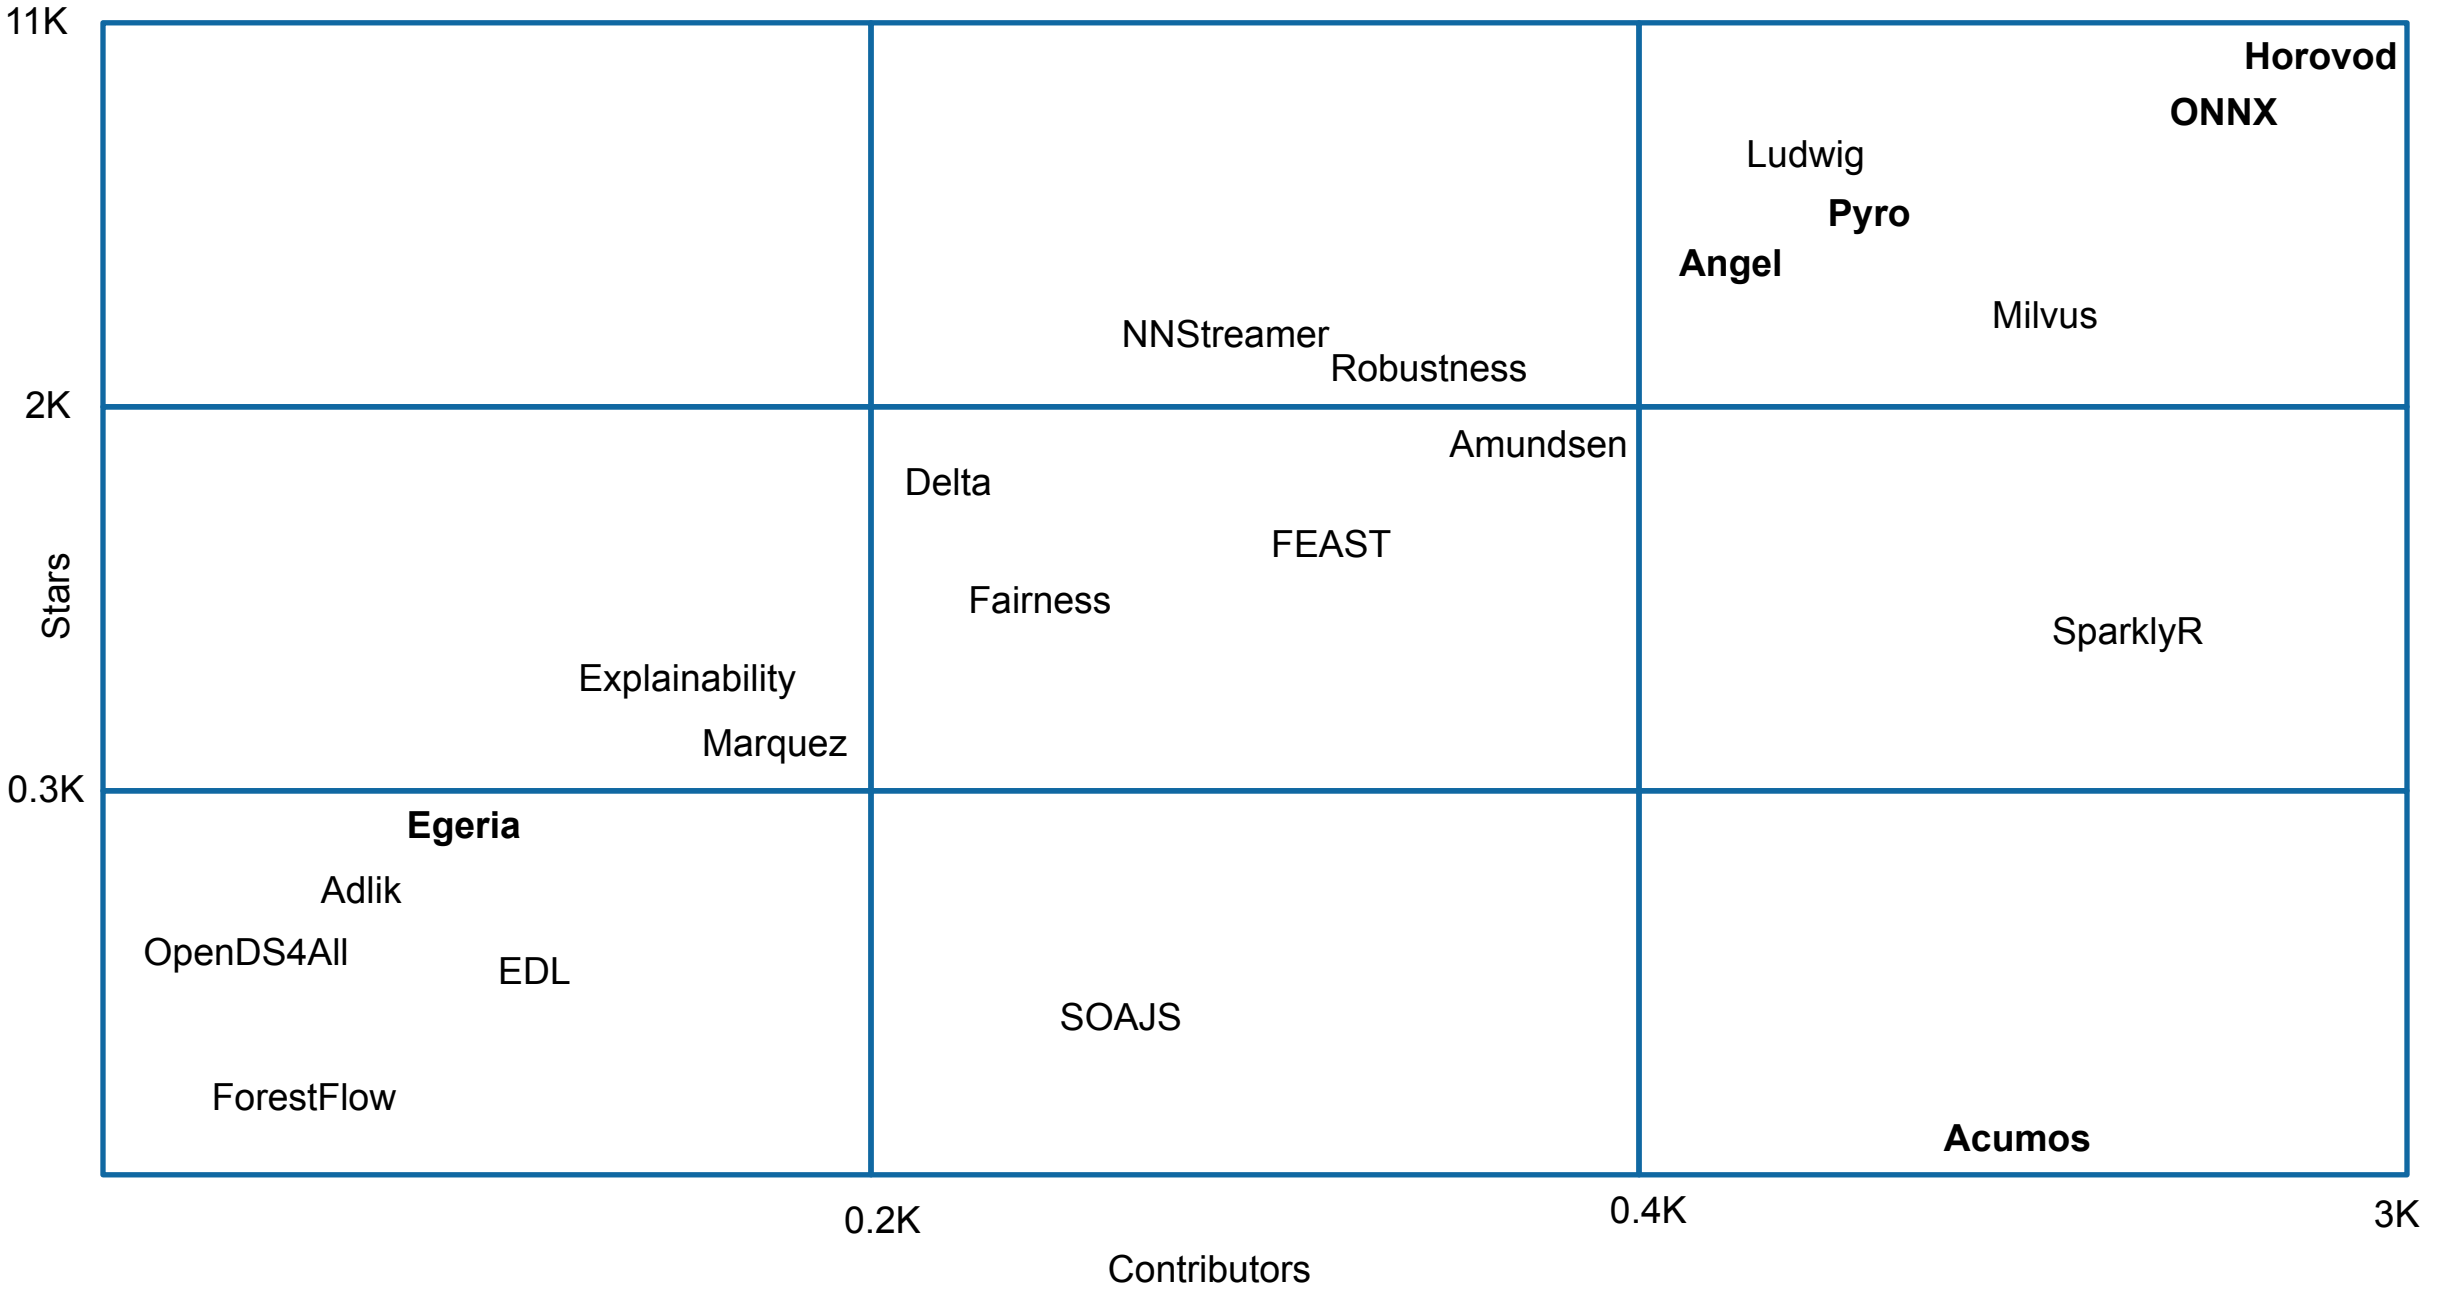 11K
Horovod
ONNX
Ludwig
Pyro
Angel
Milvus
NNStreamer
Robustness
2K
Amundsen
Delta
FEAST
Fairness
Stars
SparklyR
Explainability
Marquez
0.3K
Egeria
Adlik
OpenDS4All
EDL
SOAJS
ForestFlow
Acumos
0.2K
0.4K
3K
Contributors